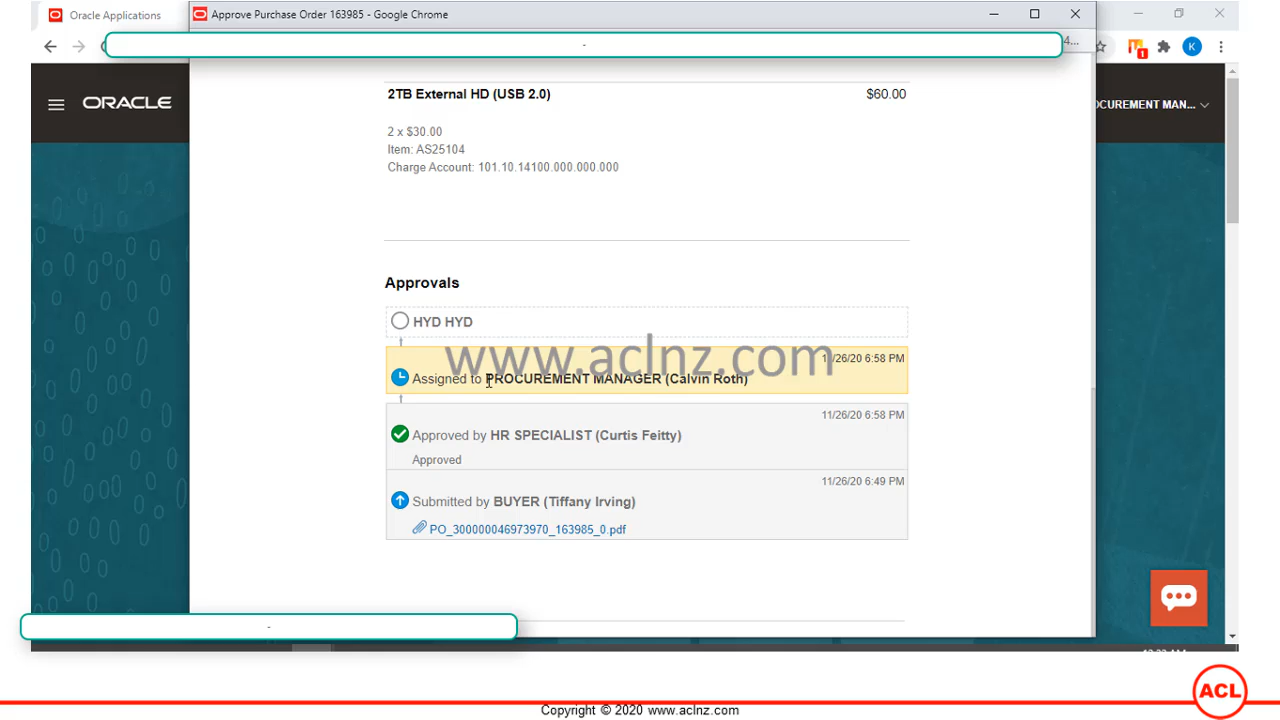 Oracle Applications
Approve Purchase Order 163985 - Google Chrome
4...
1
K
ORACLE
OCUREMENT MAN...
2TB External HD (USB 2.0)
$60.00
2 x $30.00
Item: AS25104
Charge Account: 101.10.14100.000.000.000
Approvals
HYD HYD
www.aclnz.com
11/26/20 6:58 PM
Assigned to PROCUREMENT MANAGER (Calvin Roth)
11/26/20 6:58 PM
Approved by HR SPECIALIST (Curtis Feitty)
Approved
11/26/20 6:49 PM
Submitted by BUYER (Tiffany Irving)
PO_300000046973970_163985_0.pdf
-
-
ACL
Copyright © 2020 www.aclnz.com